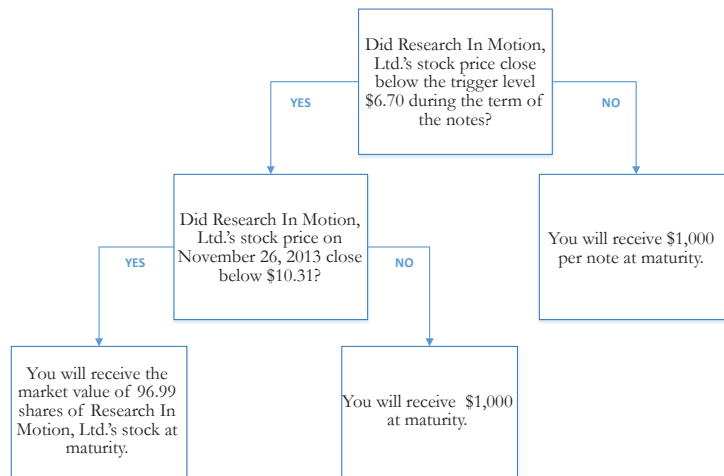 Did Research In Motion,
Ltd.'s stock price close
below the trigger level
$6.70 during the term of
the notes?
YES
NO
Did Research In Motion,
Ltd.'s stock price on
November 26, 2013 close
below $10.31?
You will receive $1,000
per note at maturity.
YES
NO
You will receive the
market value of 96.99
shares of Research In
Motion, Ltd.'s stock at
maturity.
You will receive $1,000
at maturity.